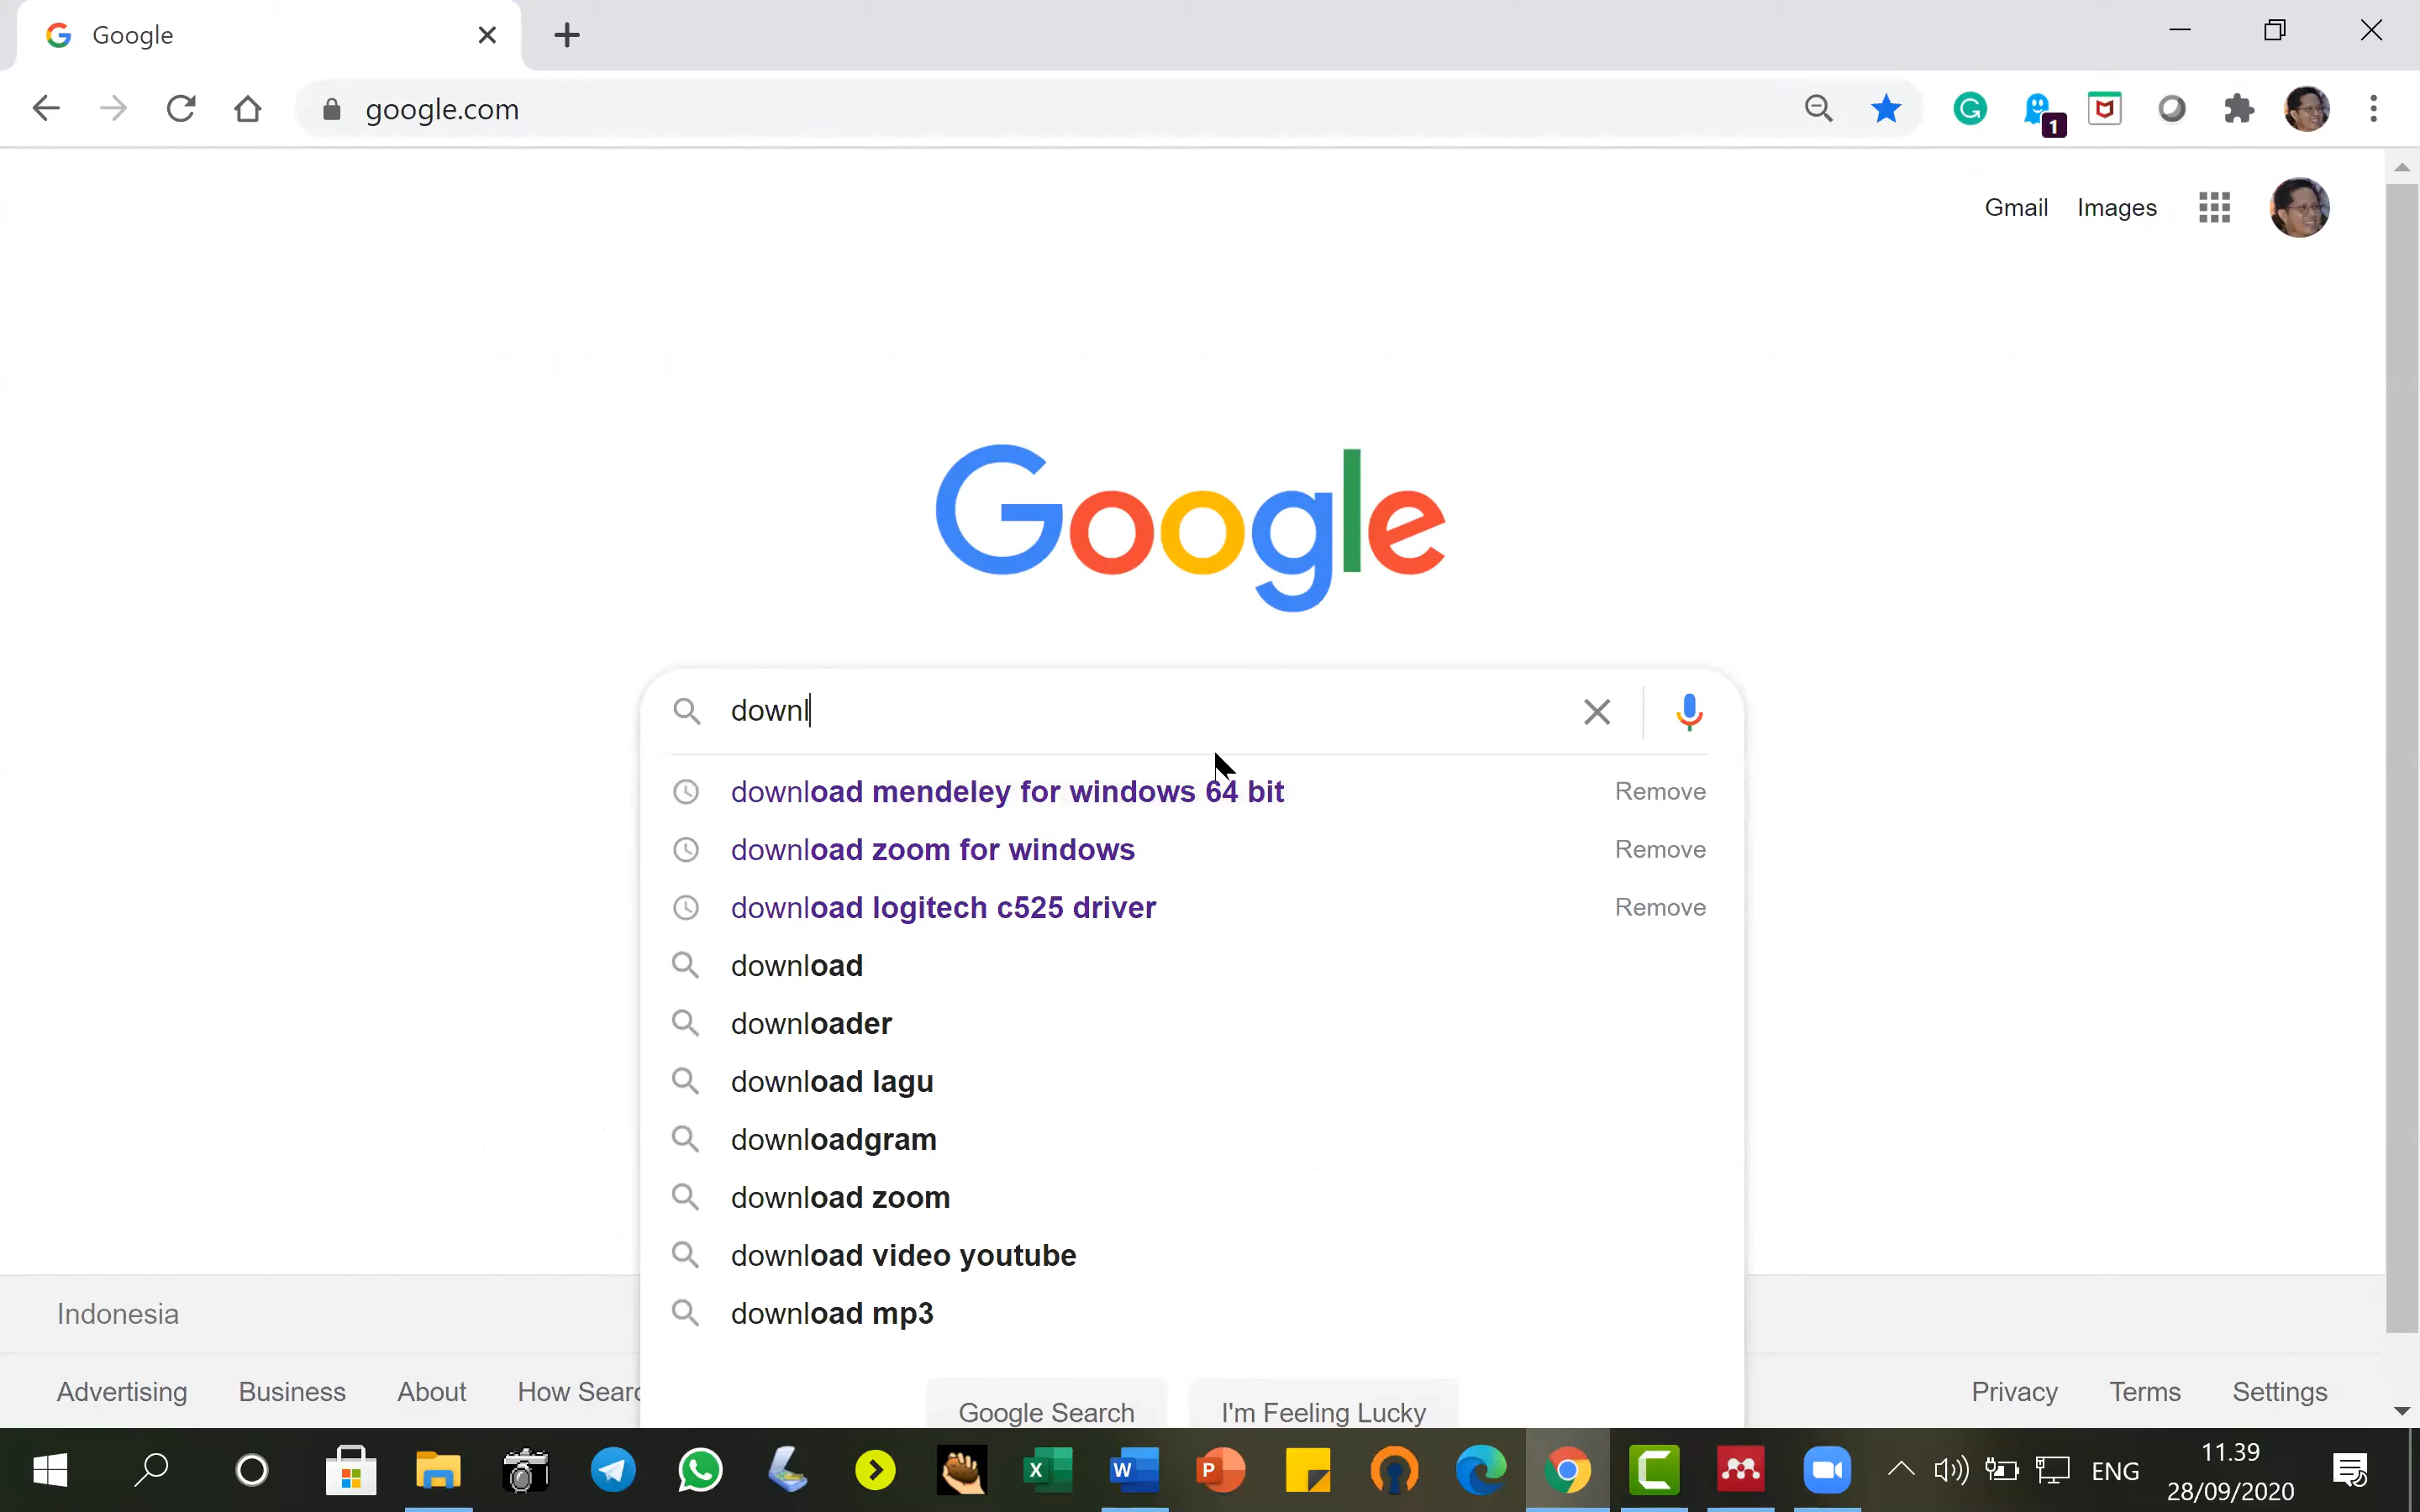 Google
google.com
1
Gmail Images
Google
downl
download mendeley for windows 64 bit Remove
download zoom for windows Remove
download logitech c525 driver Remove
download
downloader
download lagu
downloadgram
download zoom
download video youtube
download mp3
Indonesia
Advertising Business About How Searc Privacy Terms Settings
Google Search I'm Feeling Lucky
ENG 11.39
28/09/2020